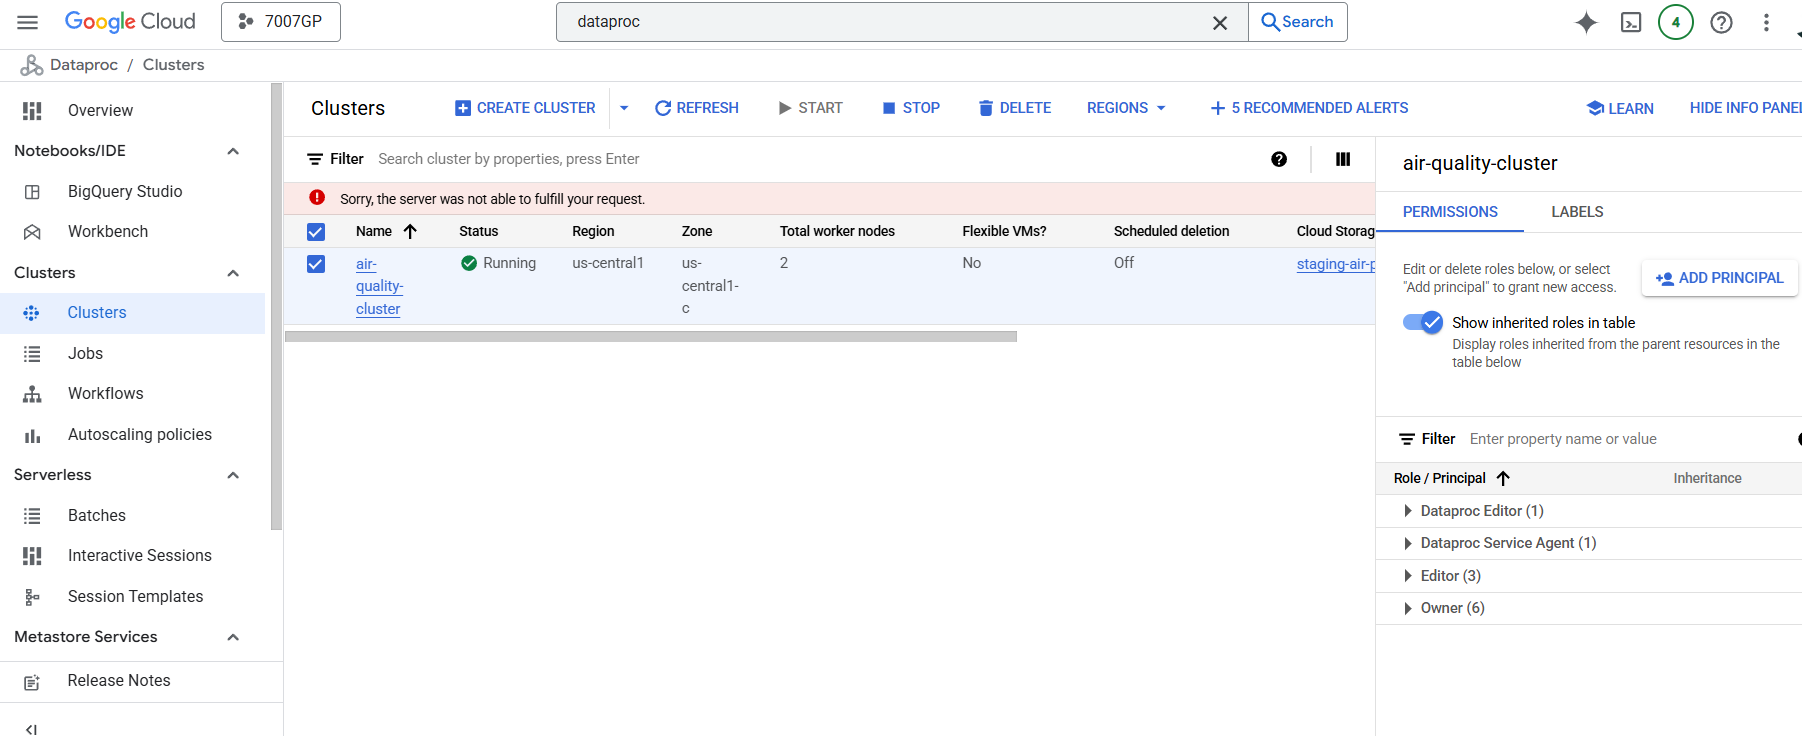 Google Cloud
7007GP
dataproc
Search
4
Dataproc / Clusters
Overview
Notebooks/IDE
BigQuery Studio
Workbench
Clusters
Clusters
Jobs
Workflows
Autoscaling policies
Serverless
Batches
Interactive Sessions
Session Templates
Metastore Services
Release Notes
Clusters
CREATE CLUSTER
REFRESH
START
STOP
DELETE
REGIONS
5 RECOMMENDED ALERTS
LEARN
HIDE INFO PANEL
Filter Search cluster by properties, press Enter
Sorry, the server was not able to fulfill your request.
Name Status Region Zone Total worker nodes Flexible VMs? Scheduled deletion Cloud Storag
air- Running us-central1 us- 2 No Off staging-air-p
quality- central1-
cluster c
air-quality-cluster
PERMISSIONS LABELS
Edit or delete roles below, or select
"Add principal" to grant new access.
ADD PRINCIPAL
Show inherited roles in table
Display roles inherited from the parent resources in the
table below
Filter Enter property name or value
Role / Principal Inheritance
Dataproc Editor (1)
Dataproc Service Agent (1)
Editor (3)
Owner (6)